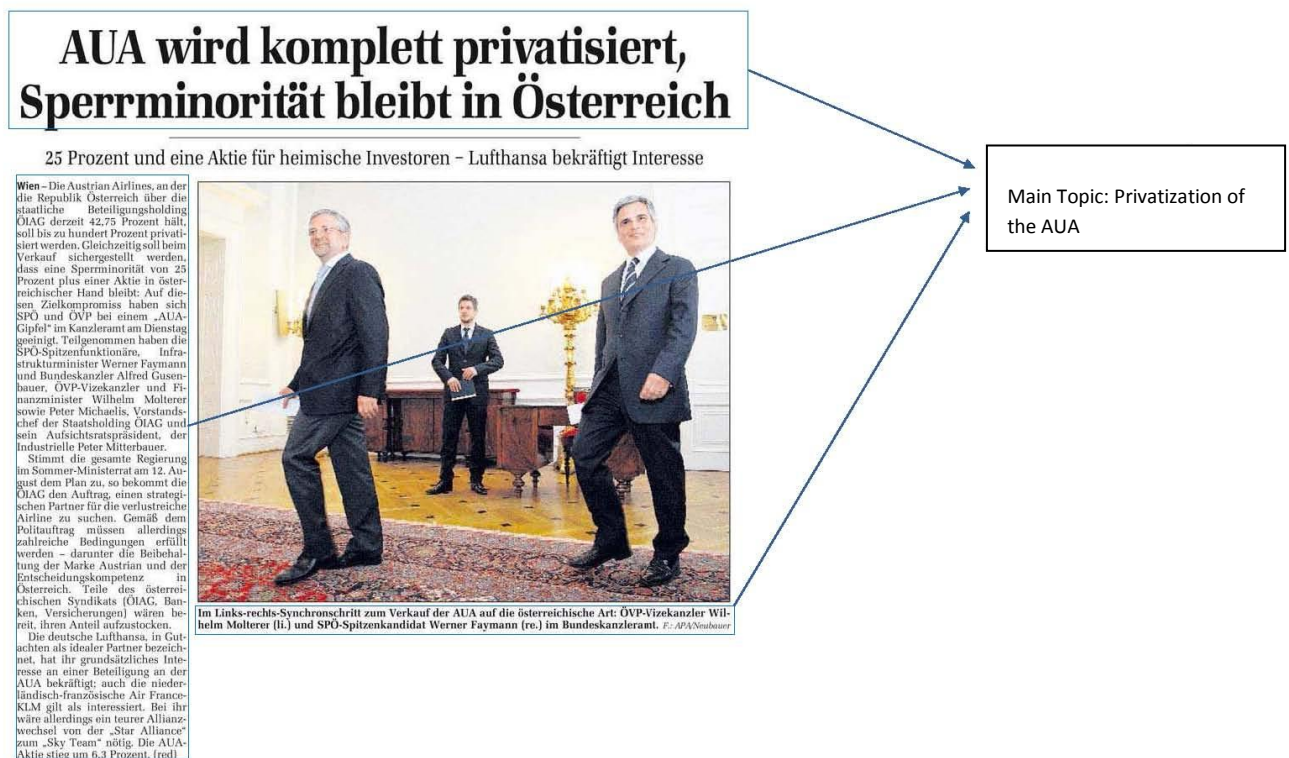 AUA wird komplett privatisiert,
Sperrminorität bleibt in Österreich
25 Prozent und eine Aktie für heimische Investoren – Lufthansa bekräftigt Interesse
Wien – Die Austrian Airlines, an der
die Republik Österreich über die
staatliche Beteiligungsholding
ÖIAG derzeit 42,75 Prozent hält,
soll bis zu hundert Prozent privati-
siert werden. Gleichzeitig soll beim
Verkauf sichergestellt werden,
dass eine Sperrminorität von 25
Prozent plus einer Aktie in öster-
reichischer Hand bleibt: Auf die-
sen Zielkompromiss haben sich
SPÖ und ÖVP bei einem „AUA-
Gipfel" im Kanzleramt am Dienstag
geeinigt. Teilgenommen haben die
SPÖ-Spitzenfunktionäre, Infra-
strukturminister Werner Faymann
und Bundeskanzler Alfred Gusen-
bauer, ÖVP-Vizekanzler und Fi-
nanzminister Wilhelm Molterer
sowie Peter Michaelis, Vorstands-
chef der Staatsholding ÖIAG und
sein Aufsichtsratspräsident, der
Industrielle Peter Mitterbauer.
Stimmt die gesamte Regierung
im Sommer-Ministerrat am 12. Au-
gust dem Plan zu, so bekommt die
ÖIAG den Auftrag, einen strategi-
schen Partner für die verlustreiche
Airline zu suchen. Gemäß dem
Politauftrag müssen allerdings
zahlreiche Bedingungen erfüllt
werden – darunter die Beibehal-
tung der Marke Austrian und der
Entscheidungskompetenz in
Österreich. Teile des österrei-
chischen Syndikats (ÖIAG, Ban-
ken, Versicherungen) wären be-
reit, ihren Anteil aufzustocken.
Die deutsche Lufthansa, in Gut-
achten als idealer Partner bezeich-
net, hat ihr grundsätzliches Inte-
resse an einer Beteiligung an der
AUA bekräftigt; auch die nieder-
ländisch-französische Air France-
KLM gilt als interessiert. Bei ihr
wäre allerdings ein teurer Allianz-
wechsel von der „Star Alliance"
zum „Sky Team" nötig. Die AUA-
Aktie stieg um 6,3 Prozent. (red)
Im Links-rechts-Synchronschritt zum Verkauf der AUA auf die österreichische Art: ÖVP-Vizekanzler Wil-
helm Molterer (li.) und SPÖ-Spitzenkandidat Werner Faymann (re.) im Bundeskanzleramt. F.: APA/Neubauer
Main Topic: Privatization of
the AUA